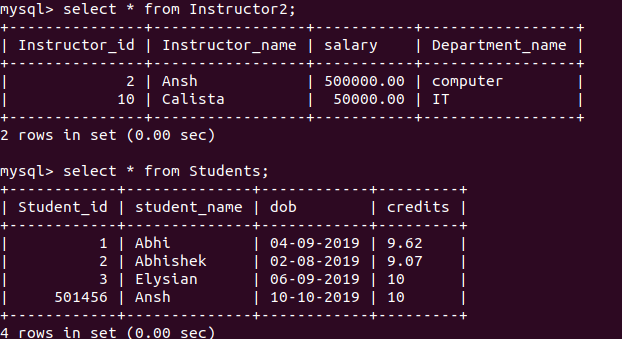 mysql> select * from Instructor2;
+---------------+-----------------+-----------+-----------------+
| Instructor_id | Instructor_name | salary    | Department_name |
+---------------+-----------------+-----------+-----------------+
|             2 | Ansh            | 500000.00 | computer        |
|            10 | Calista         |  50000.00 | IT              |
+---------------+-----------------+-----------+-----------------+
2 rows in set (0.00 sec)
mysql> select * from Students;
+------------+--------------+------------+---------+
| Student_id | student_name | dob        | credits |
+------------+--------------+------------+---------+
|          1 | Abhi         | 04-09-2019 | 9.62    |
|          2 | Abhishek     | 02-08-2019 | 9.07    |
|          3 | Elysian      | 06-09-2019 | 10      |
|     501456 | Ansh         | 10-10-2019 | 10      |
+------------+--------------+------------+---------+
4 rows in set (0.00 sec)